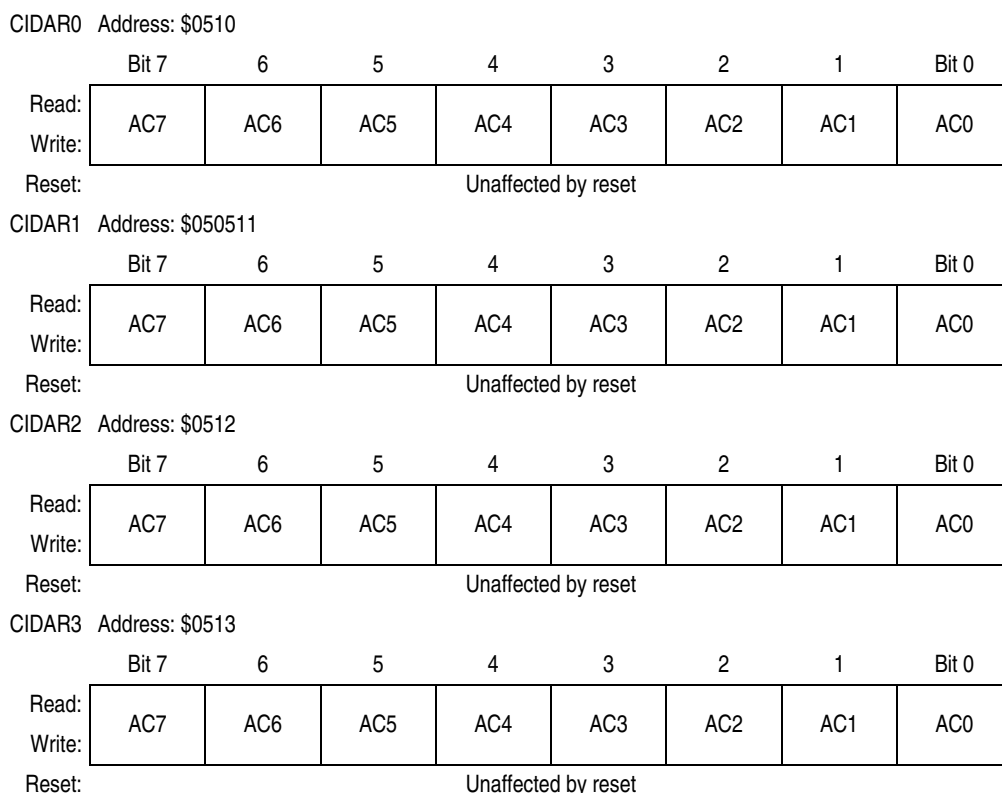 CIDAR0 Address: $0510
Bit 7 6 5 4 3 2 1 Bit 0
Read:
AC7 AC6 AC5 AC4 AC3 AC2 AC1 AC0
Write:
Reset: Unaffected by reset
CIDAR1 Address: $050511
Bit 7 6 5 4 3 2 1 Bit 0
Read:
AC7 AC6 AC5 AC4 AC3 AC2 AC1 AC0
Write:
Reset: Unaffected by reset
CIDAR2 Address: $0512
Bit 7 6 5 4 3 2 1 Bit 0
Read:
AC7 AC6 AC5 AC4 AC3 AC2 AC1 AC0
Write:
Reset: Unaffected by reset
CIDAR3 Address: $0513
Bit 7 6 5 4 3 2 1 Bit 0
Read:
AC7 AC6 AC5 AC4 AC3 AC2 AC1 AC0
Write:
Reset: Unaffected by reset